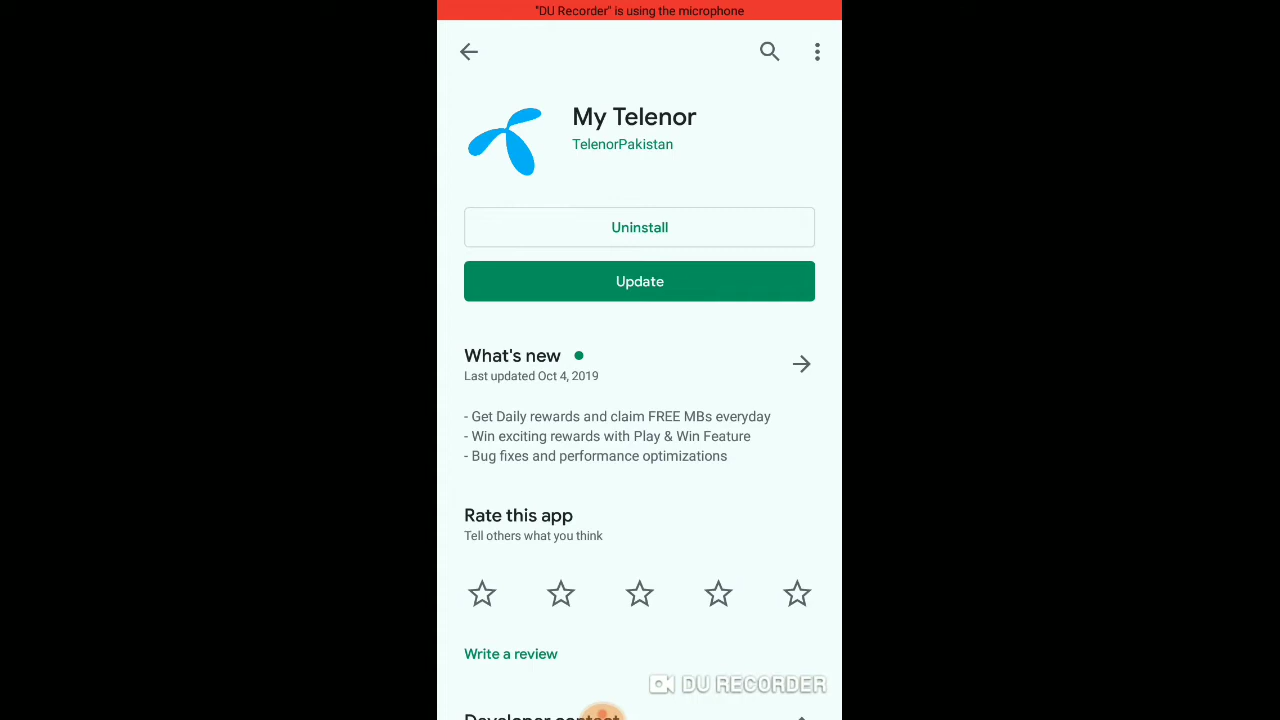 "DU Recorder" is using the microphone
My Telenor
TelenorPakistan
Uninstall
Update
What's new
Last updated Oct 4, 2019
- Get Daily rewards and claim FREE MBs everyday
- Win exciting rewards with Play & Win Feature
- Bug fixes and performance optimizations
Rate this app
Tell others what you think
Write a review
DU RECORDER
Developer contact